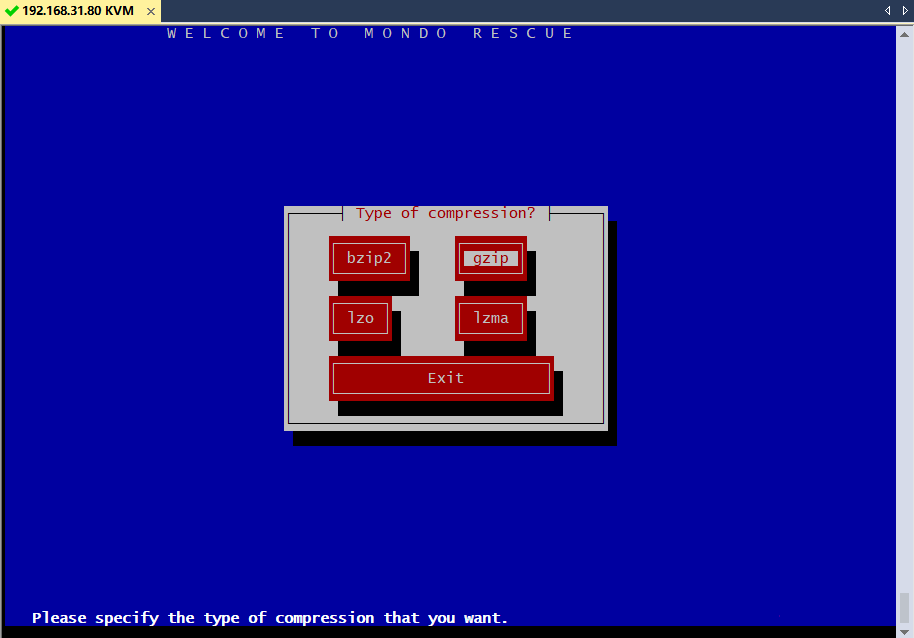 192.168.31.80 KVM
W E L C O M E   T O   M O N D O   R E S C U E
Type of compression?
bzip2 gzip
lzo lzma
Exit
Please specify the type of compression that you want.